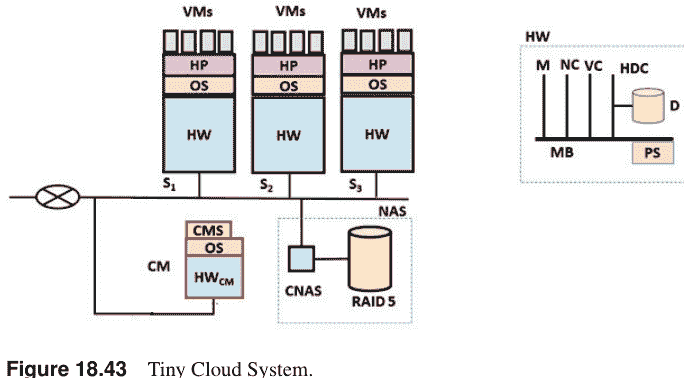 VMs VMs VMs
HP HP HP
OS OS OS
HW HW HW
S1 S2 S3
NAS
CMS
OS
CM
HWCM
CNAS
RAID 5
HW
M NC VC HDC
D
MB
PS
Figure 18.43 Tiny Cloud System.